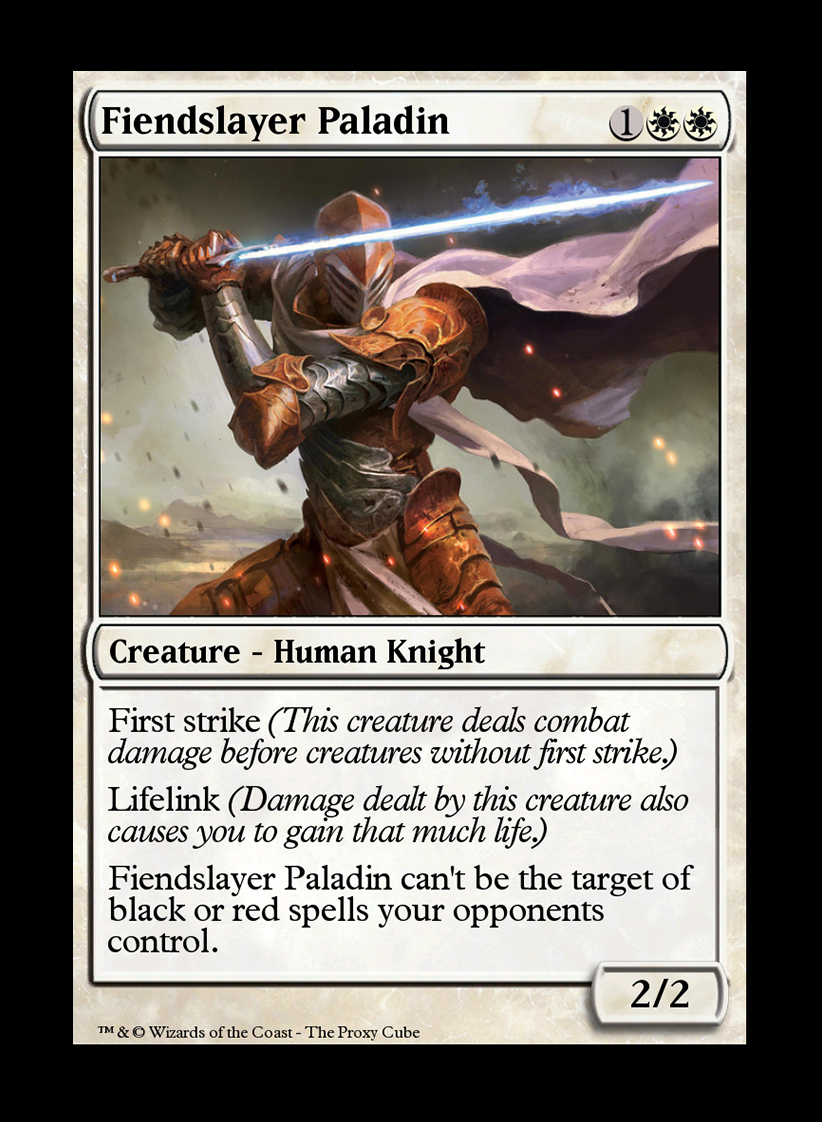 Fiendslayer Paladin 1
Creature - Human Knight
First strike (This creature deals combat
damage before creatures without first strike.)
Lifelink (Damage dealt by this creature also
causes you to gain that much life.)
Fiendslayer Paladin can't be the target of
black or red spells your opponents
control.
2/2
™ & © Wizards of the Coast - The Proxy Cube